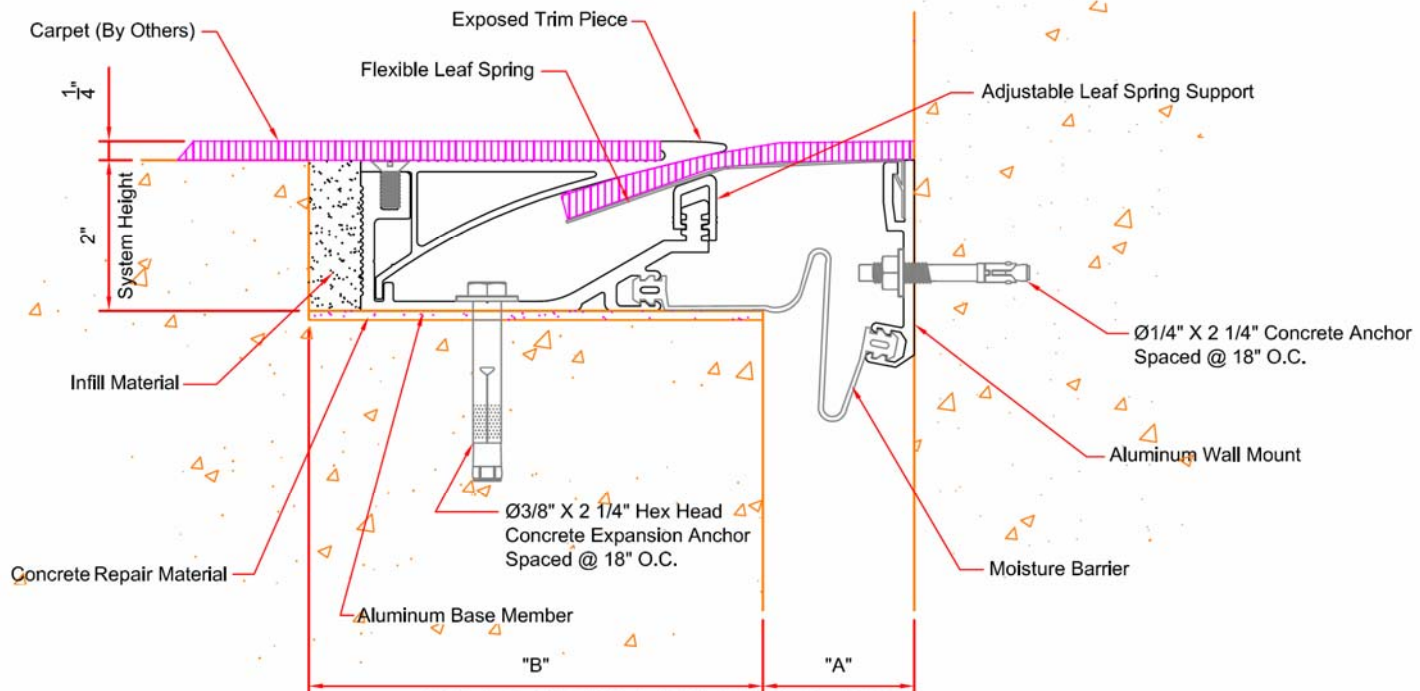 Carpet (By Others)
Exposed Trim Piece
Flexible Leaf Spring
Adjustable Leaf Spring Support
1/4"
2"
System Height
Infill Material
Ø1/4" X 2 1/4" Concrete Anchor
Spaced @ 18" O.C.
Aluminum Wall Mount
Ø3/8" X 2 1/4" Hex Head
Concrete Expansion Anchor
Spaced @ 18" O.C.
Concrete Repair Material
Moisture Barrier
Aluminum Base Member
"B"
"A"